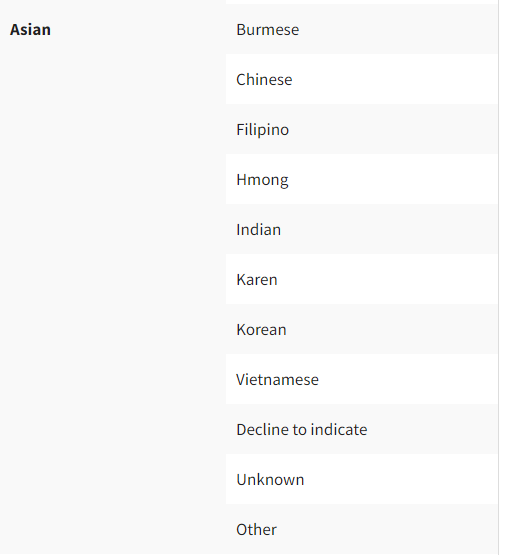 Asian
Burmese
Chinese
Filipino
Hmong
Indian
Karen
Korean
Vietnamese
Decline to indicate
Unknown
Other